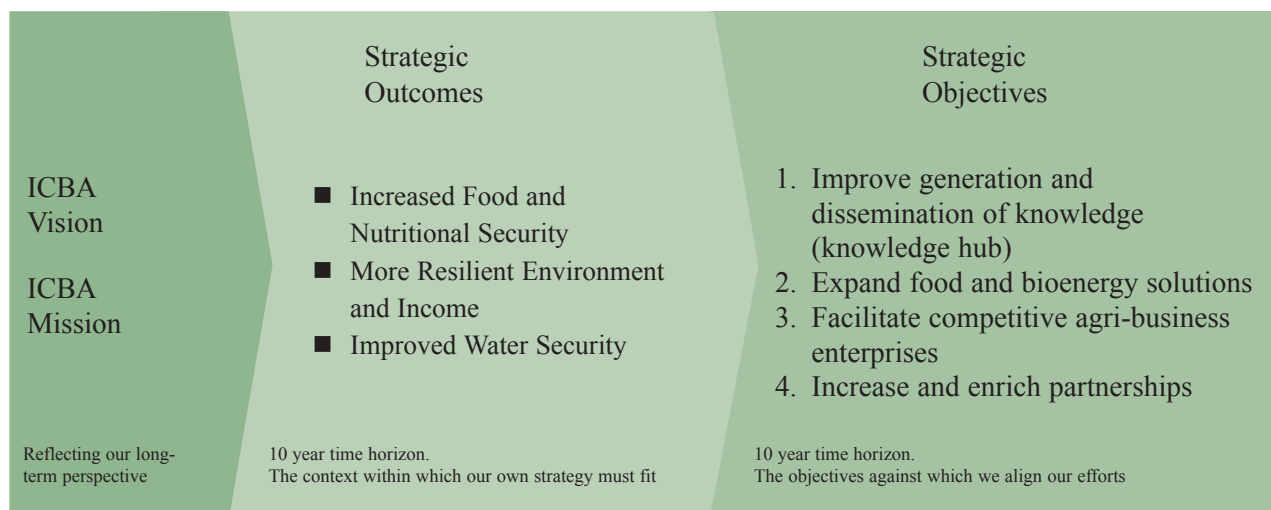 ICBA
Vision
ICBA
Mission
Reflecting our long-
term perspective
Strategic
Outcomes
■ Increased Food and
Nutritional Security
■ More Resilient Environment
and Income
■ Improved Water Security
10 year time horizon.
The context within which our own strategy must fit
Strategic
Objectives
1. Improve generation and
dissemination of knowledge
(knowledge hub)
2. Expand food and bioenergy solutions
3. Facilitate competitive agri-business
enterprises
4. Increase and enrich partnerships
10 year time horizon.
The objectives against which we align our efforts